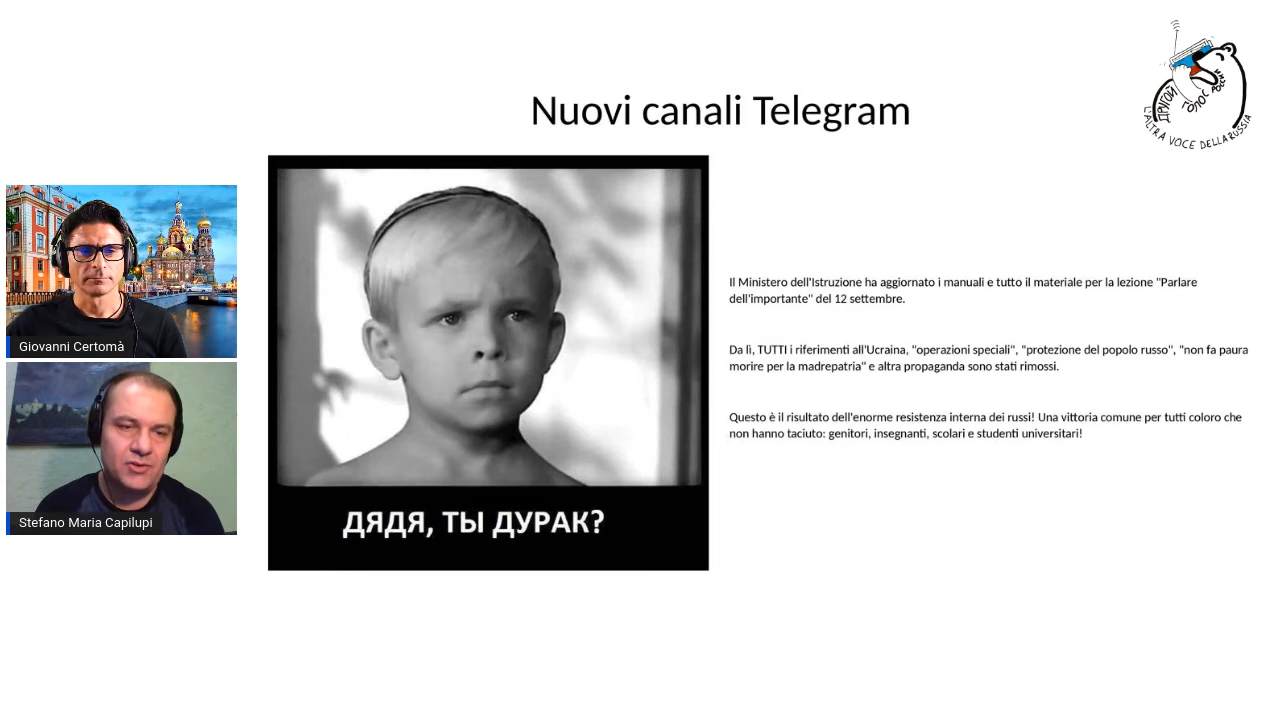 Nuovi canali Telegram
ДРУГОЙ
ГОЛОС РОССИИ
L'ALTRA VOCE DELLA RUSSIA
Giovanni Certomà
Stefano Maria Capilupi
ДЯДЯ, ТЫ ДУРАК?
Il Ministero dell'Istruzione ha aggiornato i manuali e tutto il materiale per la lezione "Parlare
dell'importante" del 12 settembre.
Da lì, TUTTI i riferimenti all'Ucraina, "operazioni speciali", "protezione del popolo russo", "non fa paura
morire per la madrepatria" e altra propaganda sono stati rimossi.
Questo è il risultato dell'enorme resistenza interna dei russi! Una vittoria comune per tutti coloro che
non hanno taciuto: genitori, insegnanti, scolari e studenti universitari!